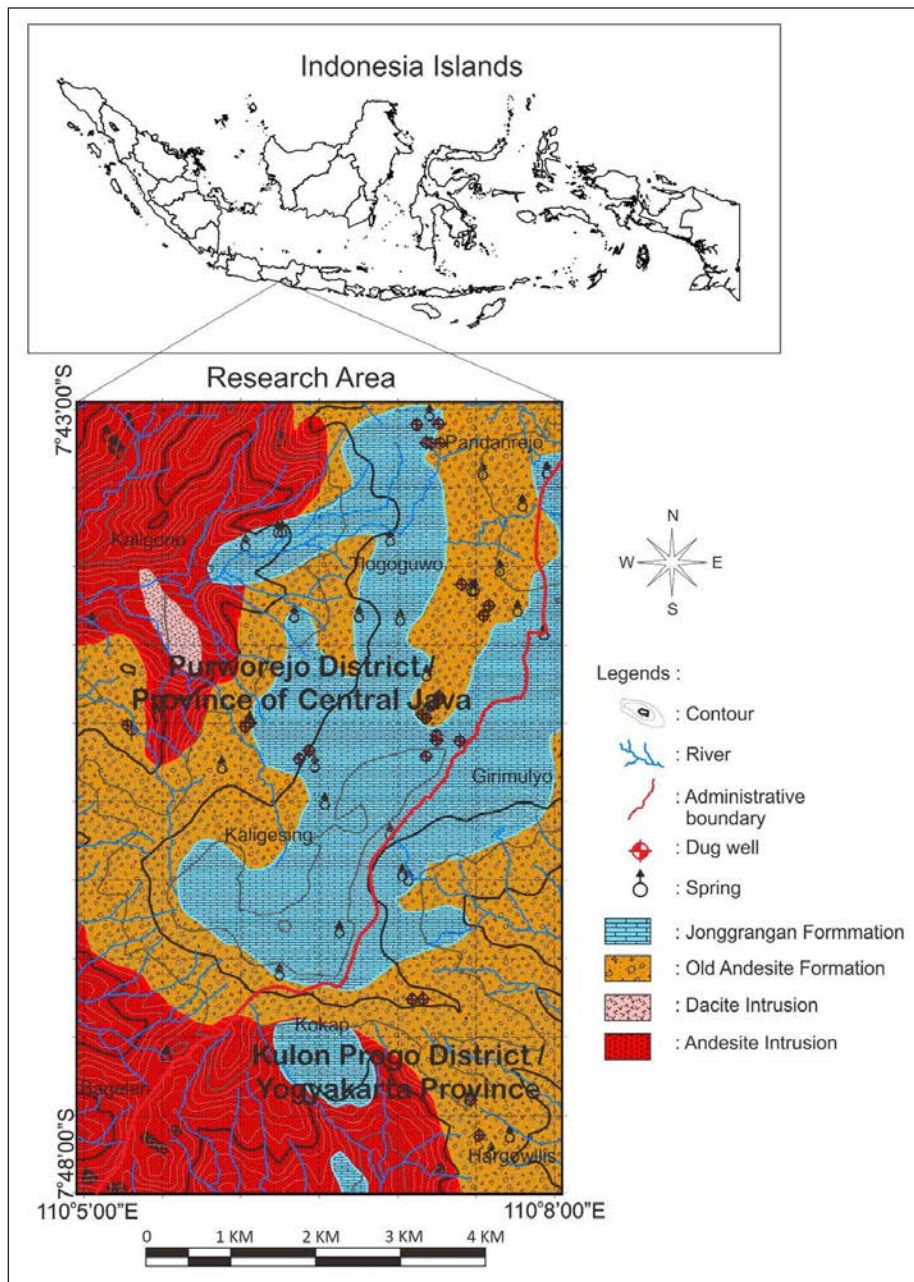 Indonesia Islands
Research Area
7°43'00"S
Pandanrejo
Kaligono
Tlogoguwo
Purworejo District /
Province of Central Java
Girimulyo
Kaligesing
Kokap
Kulon Progo District /
Yogyakarta Province
Bagelen
Hargowilis
7°48'00"S
110°5'00"E
110°8'00"E
0
1 KM
2 KM
3 KM
4 KM
N
W
E
S
Legends :
: Contour
: River
: Administrative
boundary
: Dug well
: Spring
: Jonggrangan Formmation
: Old Andesite Formation
: Dacite Intrusion
: Andesite Intrusion